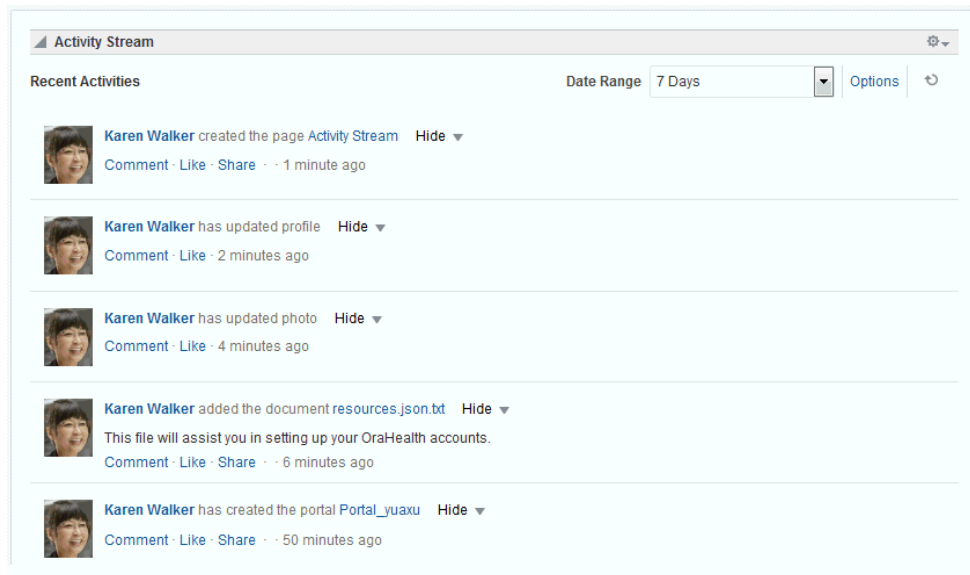 Activity Stream
Recent Activities Date Range 7 Days Options
Karen Walker created the page Activity Stream Hide
Comment · Like · Share · · 1 minute ago
Karen Walker has updated profile Hide
Comment · Like · 2 minutes ago
Karen Walker has updated photo Hide
Comment · Like · 4 minutes ago
Karen Walker added the document resources.json.txt Hide
This file will assist you in setting up your OraHealth accounts.
Comment · Like · Share · · 6 minutes ago
Karen Walker has created the portal Portal_yuaxu Hide
Comment · Like · Share · · 50 minutes ago